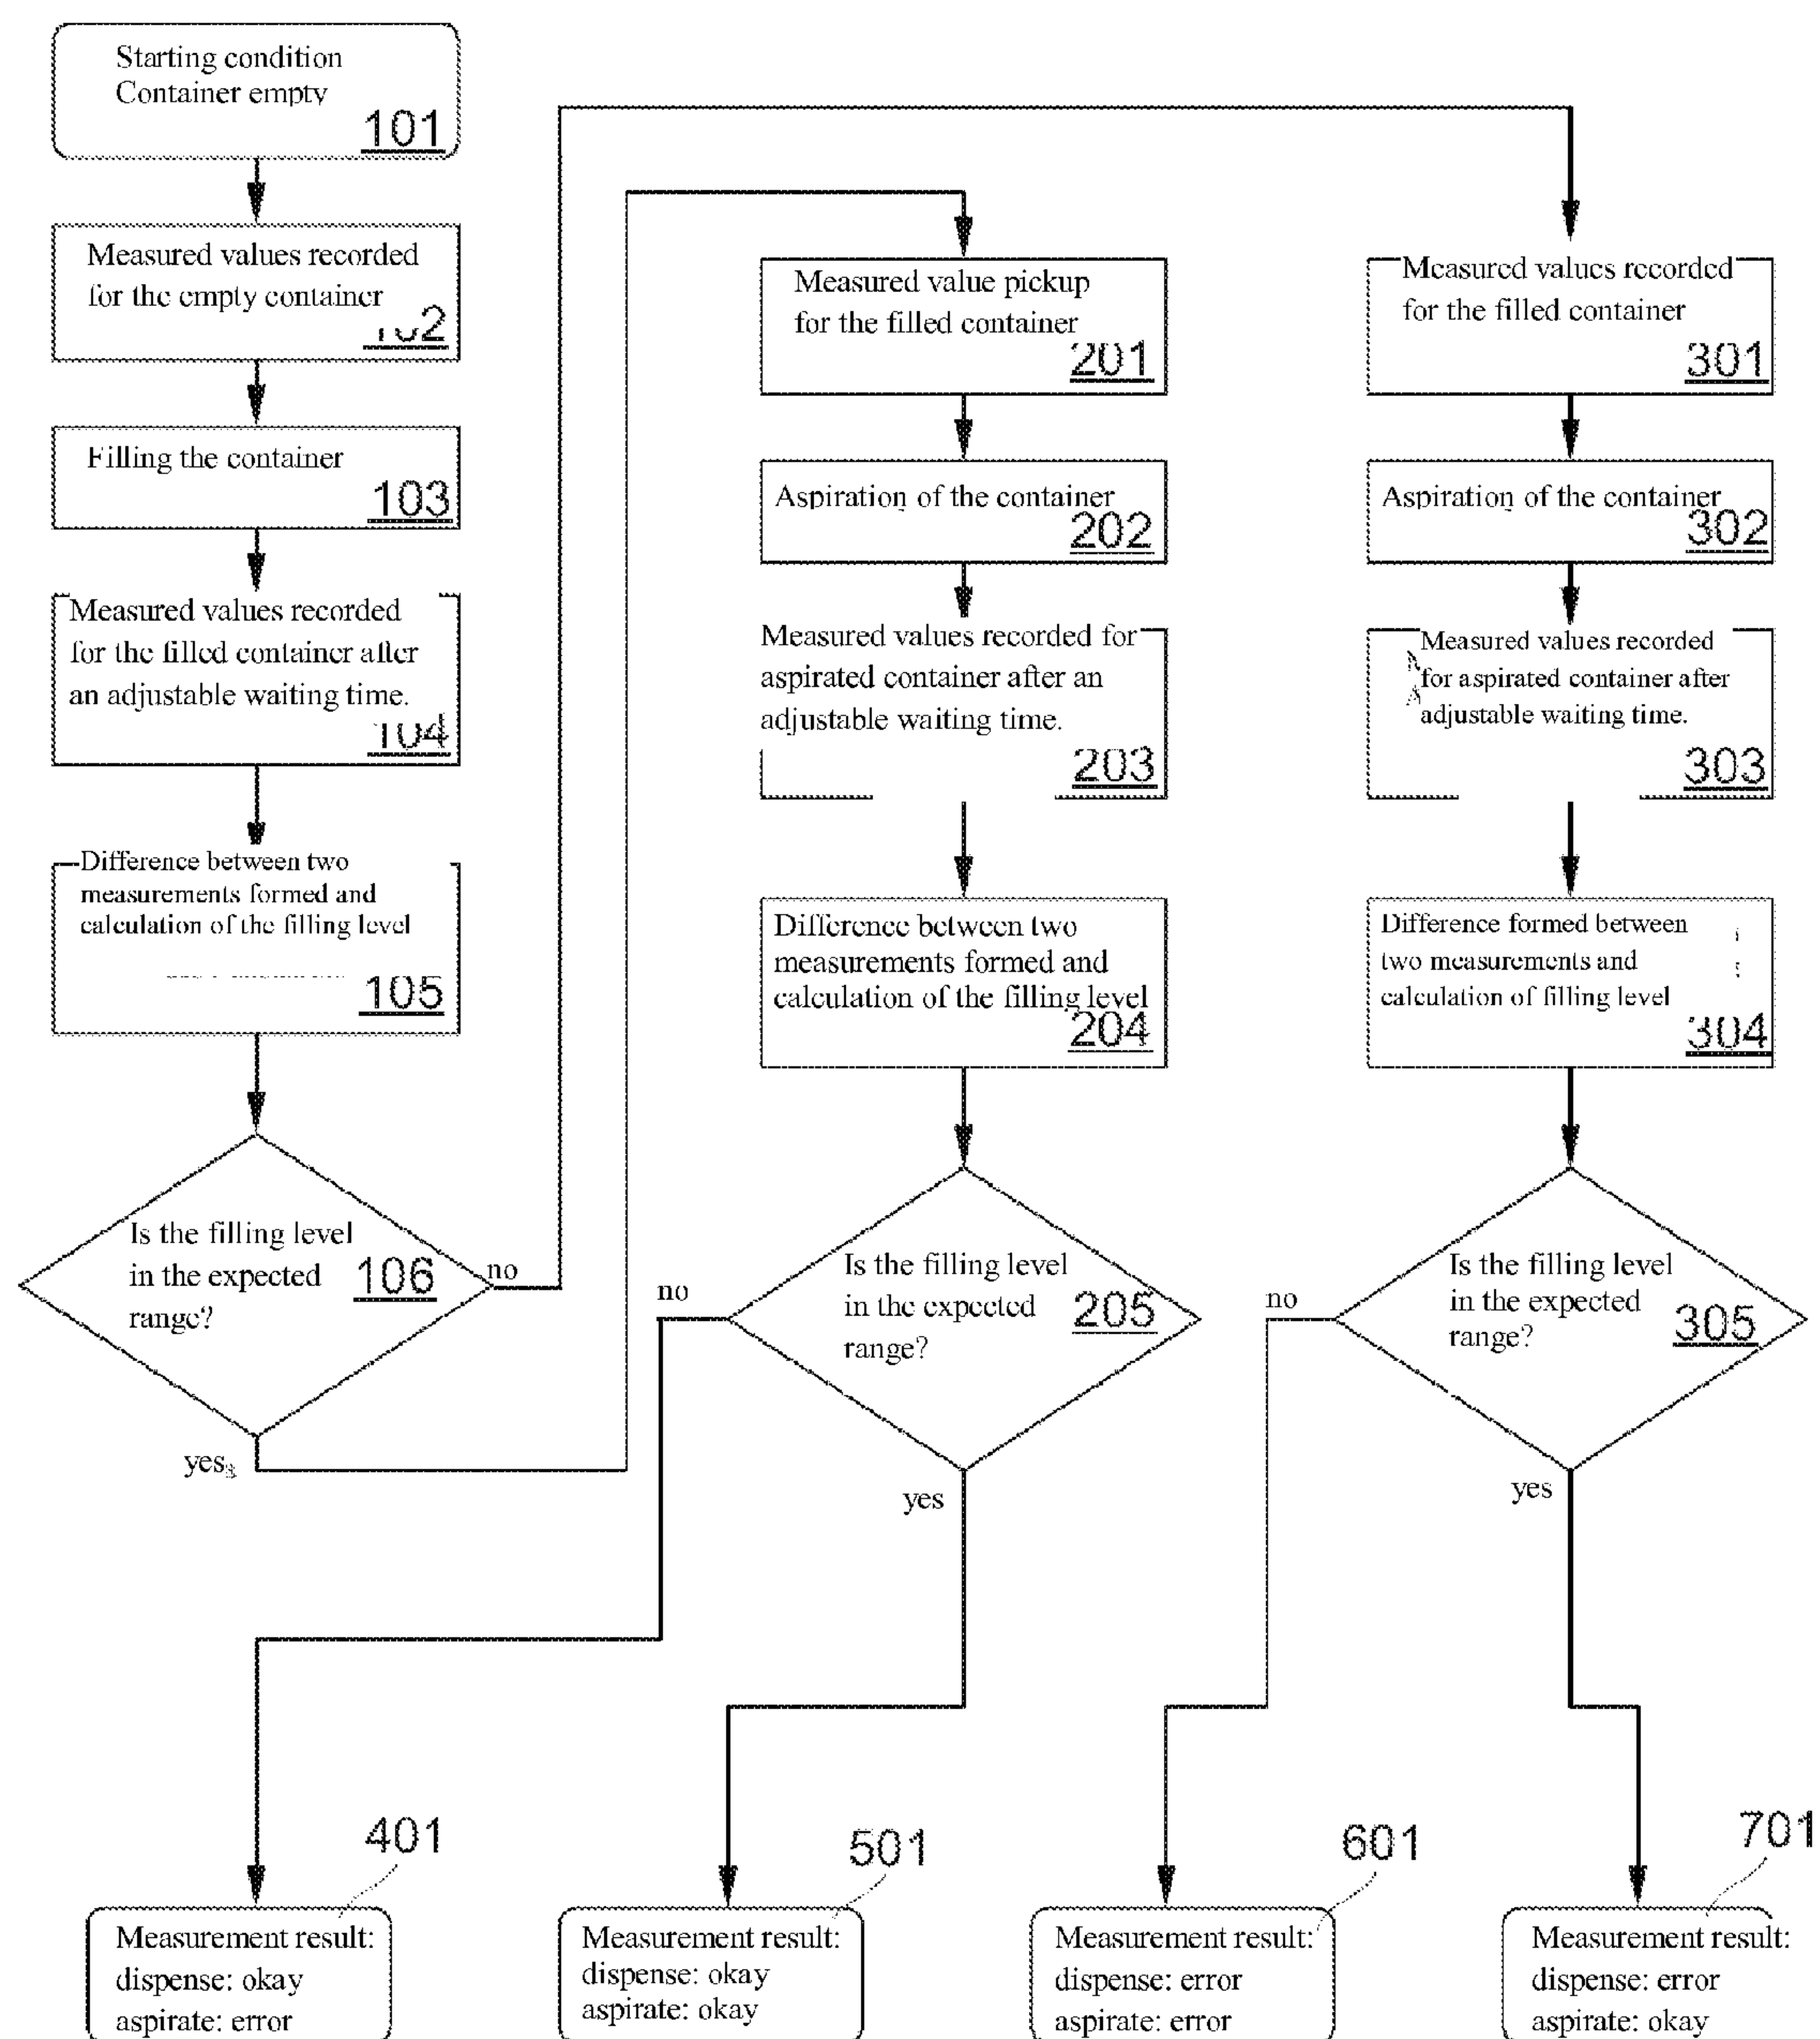 Starting condition
Container empty
101
Measured values recorded
for the empty container
102
Filling the container
103
Measured values recorded
for the filled container after
an adjustable waiting time.
104
Difference between two
measurements formed and
calculation of the filling level
105
Is the filling level
in the expected
range?
106
no
yes
Measured value pickup
for the filled container
201
Aspiration of the container
202
Measured values recorded for
aspirated container after an
adjustable waiting time.
203
Difference between two
measurements formed and
calculation of the filling level
204
Is the filling level
in the expected
range?
205
no
yes
Measured values recorded
for the filled container
301
Aspiration of the container
302
Measured values recorded
for aspirated container after
adjustable waiting time.
303
Difference formed between
two measurements and
calculation of filling level
304
Is the filling level
in the expected
range?
305
no
yes
401
Measurement result:
dispense: okay
aspirate: error
501
Measurement result:
dispense: okay
aspirate: okay
601
Measurement result:
dispense: error
aspirate: error
701
Measurement result:
dispense: error
aspirate: okay